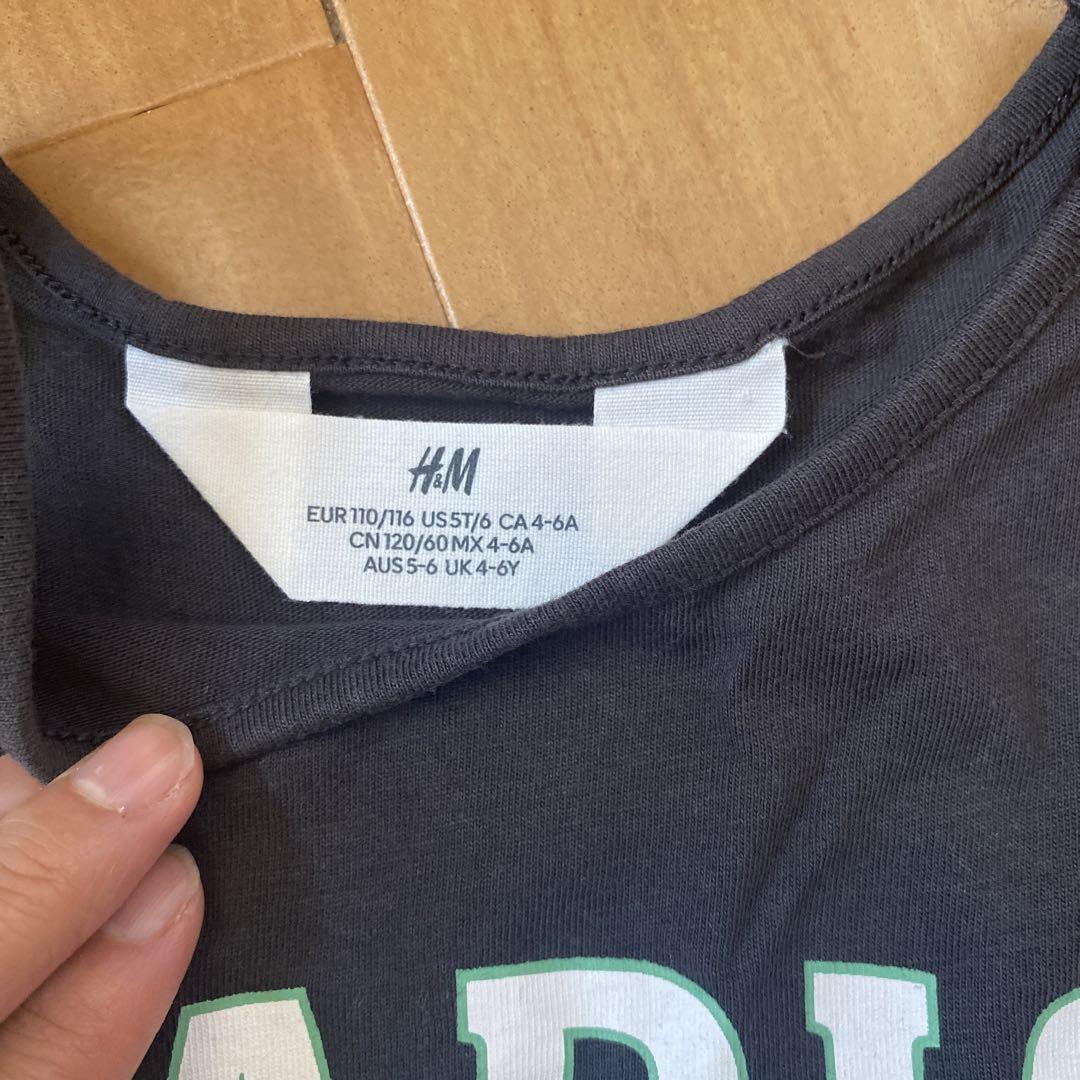 H&M
EUR 110/116 US 5T/6 CA 4-6A
CN 120/60 MX 4-6A
AUS 5-6 UK 4-6Y